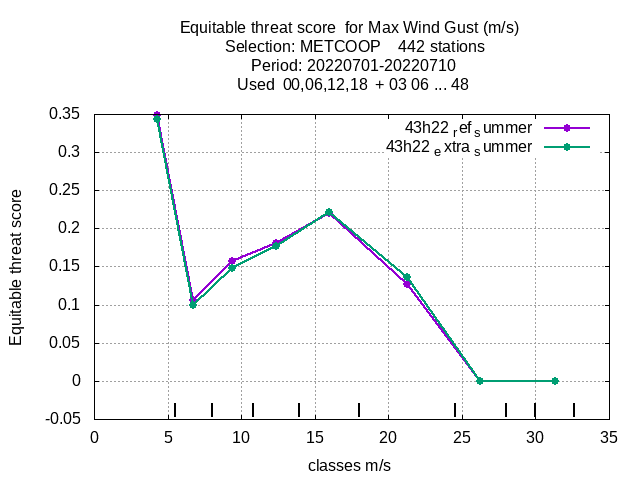 Equitable threat score for Max Wind Gust (m/s)
Selection: METCOOP 442 stations
Period: 20220701-20220710
Used 00,06,12,18 + 03 06 ... 48
43h22 ref summer
43h22 extra summer
Equitable threat score
0.35
0.3
0.25
0.2
0.15
0.1
0.05
0
-0.05
0 5 10 15 20 25 30 35
classes m/s